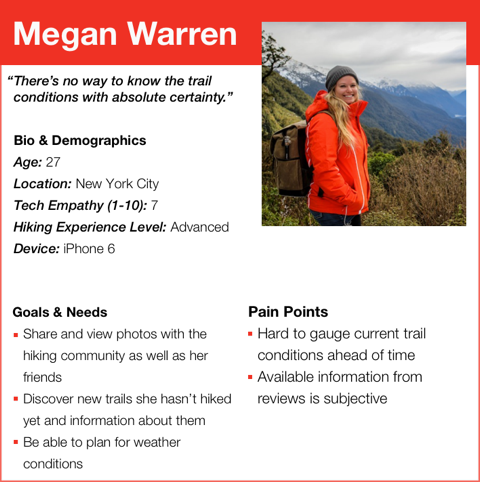 Megan Warren
“There’s no way to know the trail
conditions with absolute certainty.”
Bio & Demographics
Age: 27
Location: New York City
Tech Empathy (1-10): 7
Hiking Experience Level: Advanced
Device: iPhone 6
Goals & Needs
▪ Share and view photos with the
hiking community as well as her
friends
▪ Discover new trails she hasn’t hiked
yet and information about them
▪ Be able to plan for weather
conditions
Pain Points
▪ Hard to gauge current trail
conditions ahead of time
▪ Available information from
reviews is subjective